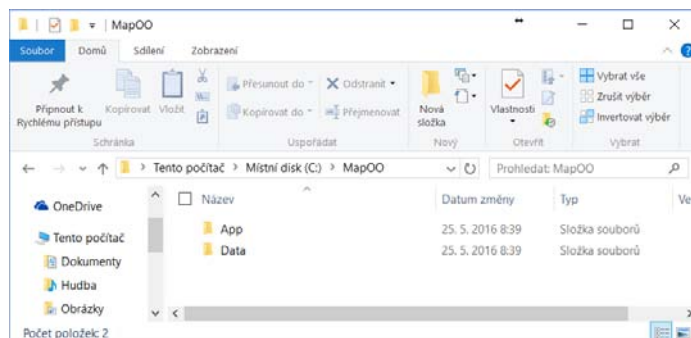 MapOO
Soubor Domů Sdílení Zobrazení
Připnout k Rychlému přístupu
Kopírovat
Vložit
Schránka
Přesunout do
Kopírovat do
Odstranit
Přejmenovat
Uspořádat
Nová složka
Nový
Vlastnosti
Otevřít
Vybrat vše
Zrušit výběr
Invertovat výběr
Vybrat
Tento počítač > Místní disk (C:) > MapOO
Prohledat: MapOO
OneDrive
Tento počítač
Dokumenty
Hudba
Obrázky
Název Datum změny Typ Ve
App 25. 5. 2016 8:39 Složka souborů
Data 25. 5. 2016 8:39 Složka souborů
Počet položek: 2